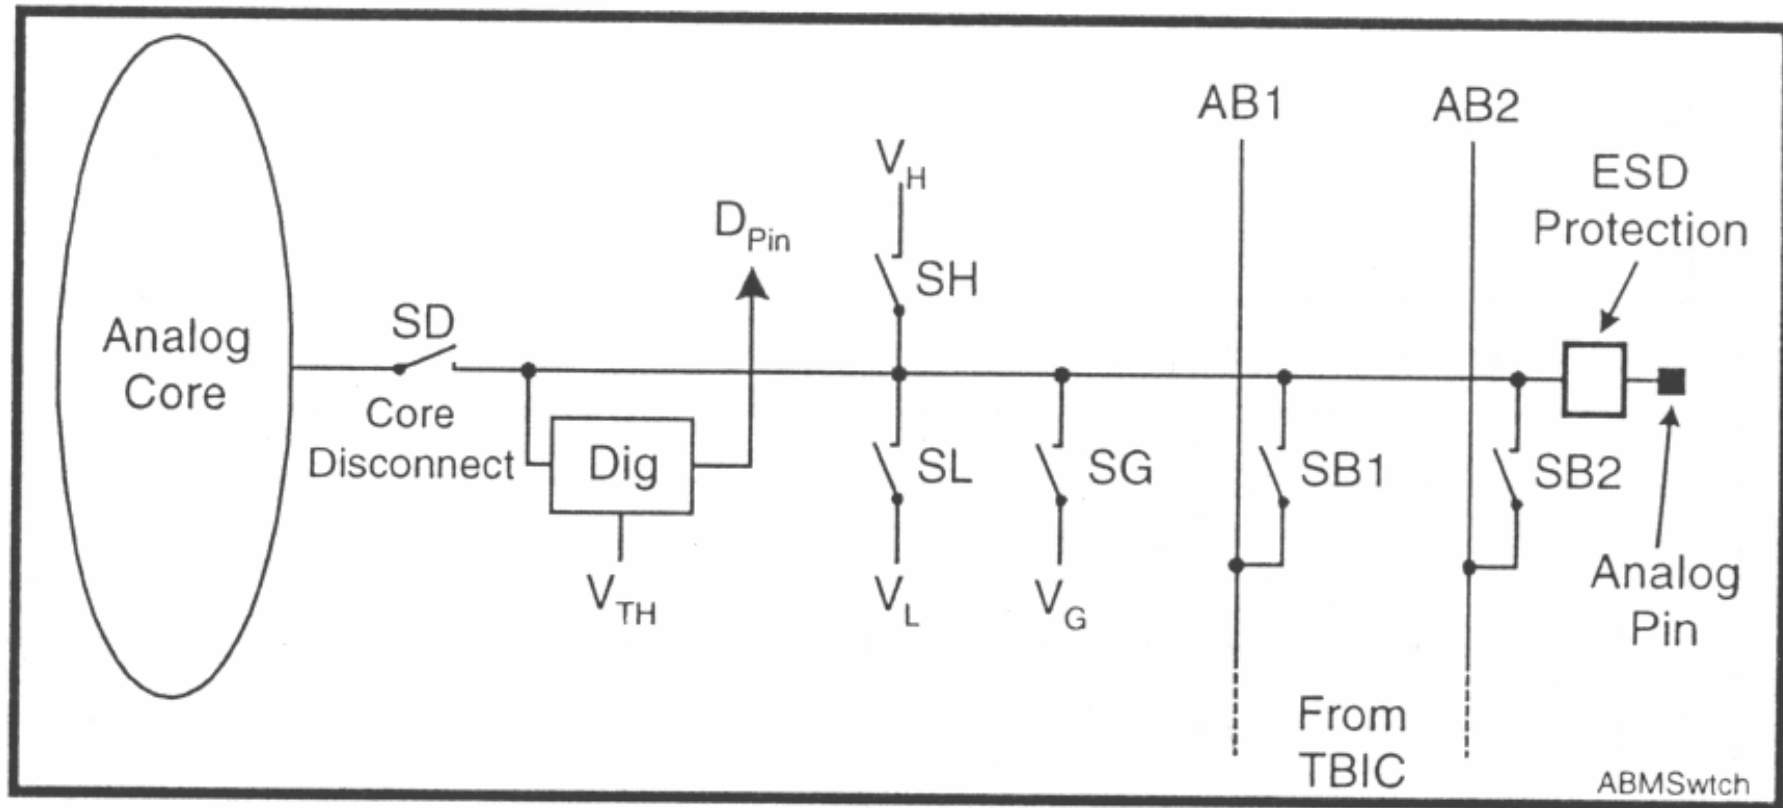 AB1
AB2
V_H
ESD
Protection
D_Pin
SH
SD
Analog
Core
Core
Disconnect
Dig
SL
SG
SB1
SB2
V_TH
V_L
V_G
Analog
Pin
From
TBIC
ABMSwtch